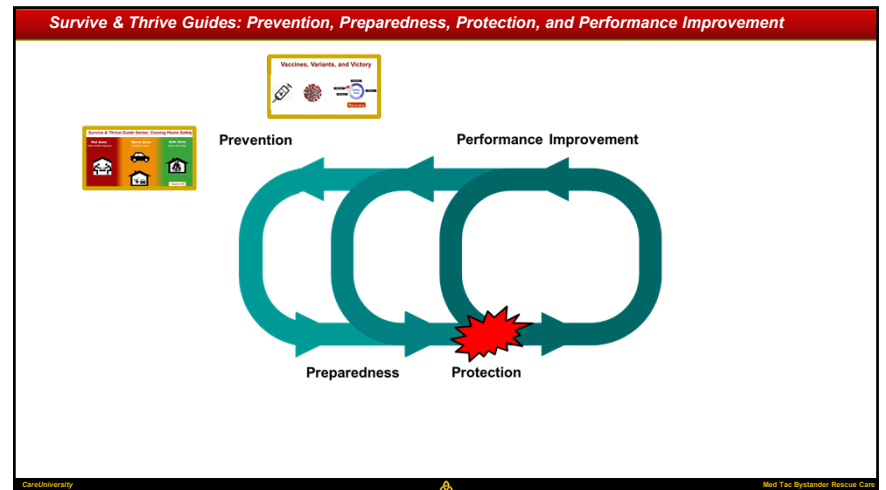 Survive & Thrive Guides: Prevention, Preparedness, Protection, and Performance Improvement
Vaccines, Variants, and Victory
Survive & Thrive Guide Series: Coming Home Safely
Hot Zone
Warm Zone
Safe Zone
Prevention
Performance Improvement
Preparedness
Protection
CareUniversity
Med Tac Bystander Rescue Care